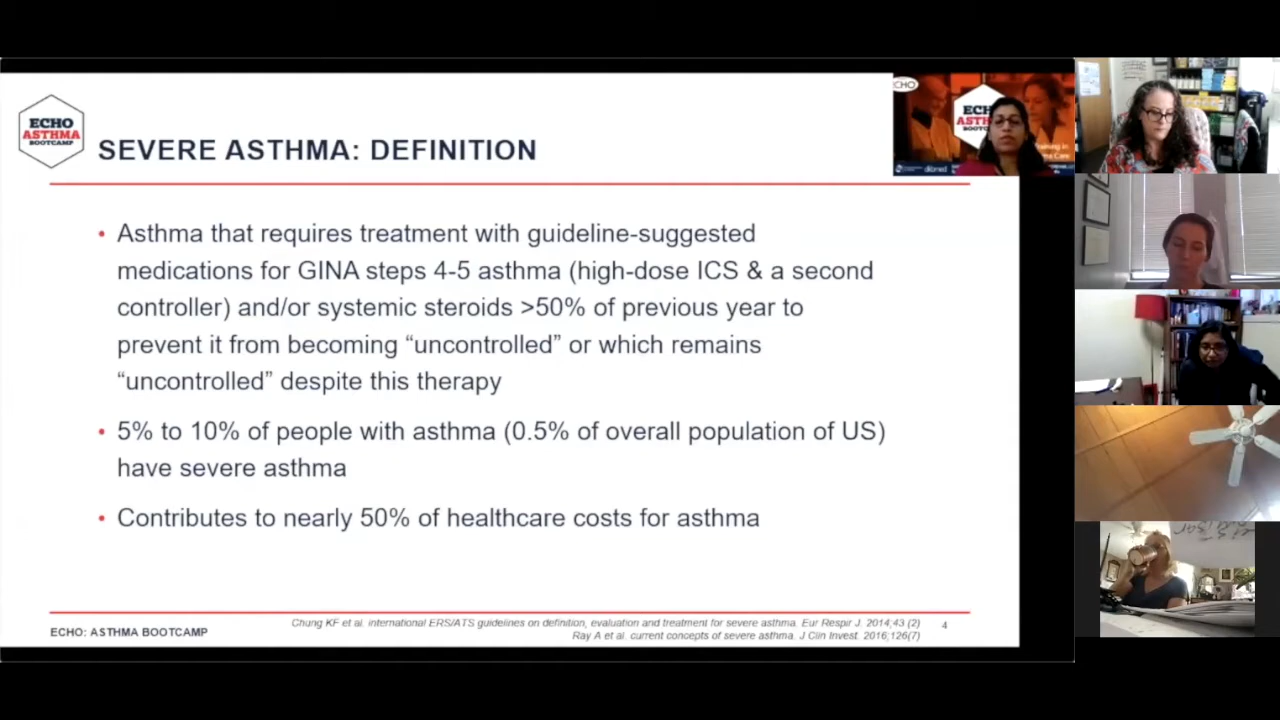 ECHO
ASTHMA
BOOTCAMP
SEVERE ASTHMA: DEFINITION
• Asthma that requires treatment with guideline-suggested
medications for GINA steps 4-5 asthma (high-dose ICS & a second
controller) and/or systemic steroids >50% of previous year to
prevent it from becoming “uncontrolled” or which remains
“uncontrolled” despite this therapy
• 5% to 10% of people with asthma (0.5% of overall population of US)
have severe asthma
• Contributes to nearly 50% of healthcare costs for asthma
ECHO: ASTHMA BOOTCAMP
Chung KF et al. international ERS/ATS guidelines on definition, evaluation and treatment for severe asthma. Eur Respir J. 2014;43 (2)
Ray A et al. current concepts of severe asthma. J Clin Invest. 2016;126(7)
4